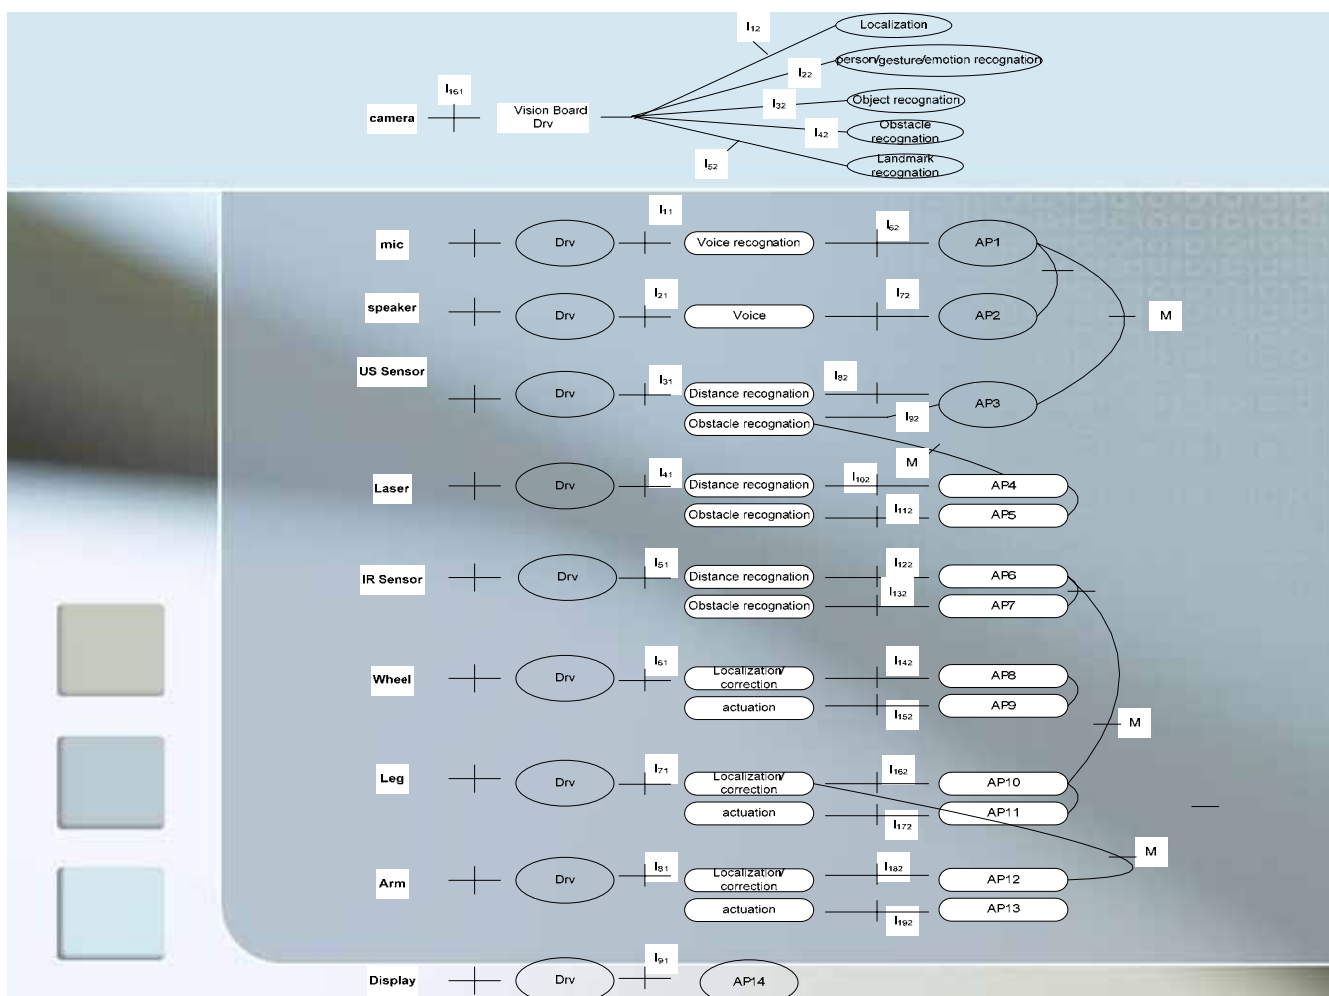 I₁₂
Localization
person/gesture/emotion recognation
I₂₂
I₁₆₁
I₃₂
Object recognation
camera
Vision Board
Drv
I₄₂
Obstacle
recognation
I₅₂
Landmark
recognation
I₁₁
mic
Drv
Voice recognation
I₆₂
AP1
I₂₁
speaker
Drv
Voice
I₇₂
AP2
M
US Sensor
Drv
I₃₁
Distance recognation
I₈₂
AP3
Obstacle recognation
I₉₂
M
Laser
Drv
I₄₁
Distance recognation
I₁₀₂
AP4
Obstacle recognation
I₁₁₂
AP5
IR Sensor
Drv
I₅₁
Distance recognation
I₁₂₂
AP6
Obstacle recognation
I₁₃₂
AP7
Wheel
Drv
I₆₁
Localization/
correction
I₁₄₂
AP8
actuation
I₁₅₂
AP9
M
Leg
Drv
I₇₁
Localization/
correction
I₁₆₂
AP10
actuation
I₁₇₂
AP11
M
Arm
Drv
I₈₁
Localization/
correction
I₁₈₂
AP12
actuation
I₁₉₂
AP13
Display
Drv
I₉₁
AP14